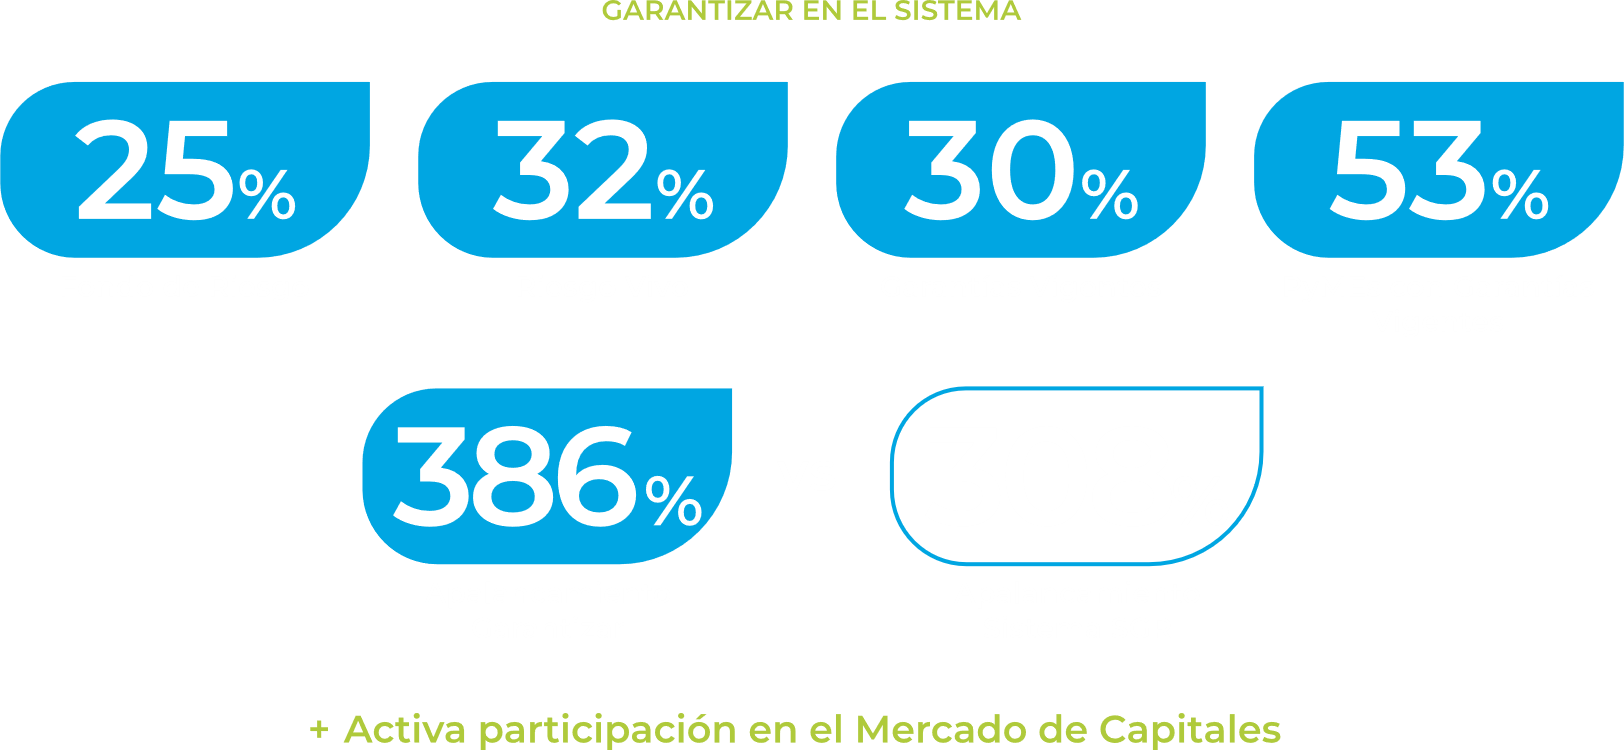 GARANTIZAR EN EL SISTEMA
25% 32% 30% 53%
386%
+ Activa participación en el Mercado de Capitales